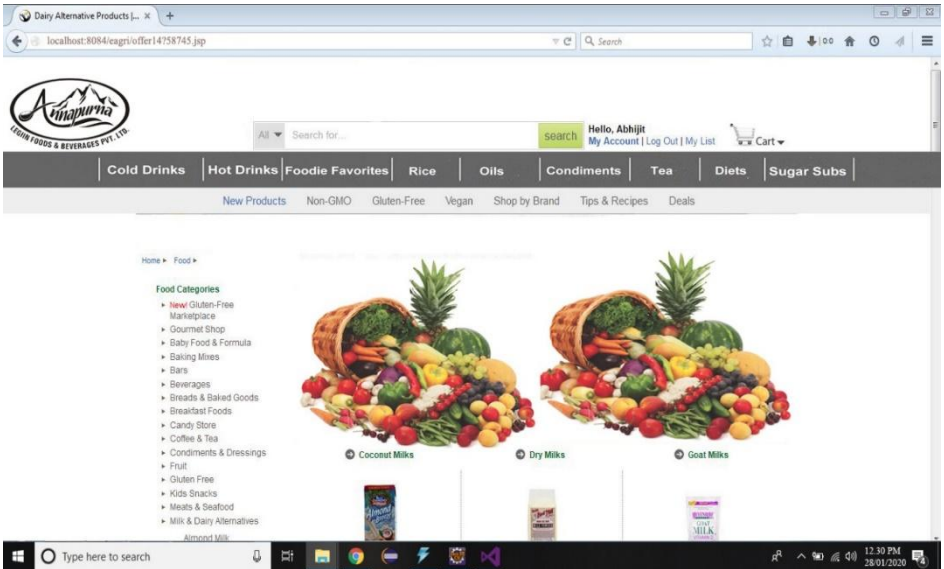 Dairy Alternative Products |...
localhost:8084/eagri/offer14?58745.jsp
Search
Annapurna
LEGIIN FOODS & BEVERAGES PVT. LTD.
All Search for... search
Hello, Abhijit
My Account | Log Out | My List
Cart
Cold Drinks Hot Drinks Foodie Favorites Rice Oils Condiments Tea Diets Sugar Subs
New Products Non-GMO Gluten-Free Vegan Shop by Brand Tips & Recipes Deals
Home Food
Food Categories
New! Gluten-Free
Marketplace
Gourmet Shop
Baby Food & Formula
Baking Mixes
Bars
Beverages
Breads & Baked Goods
Breakfast Foods
Candy Store
Coffee & Tea
Condiments & Dressings
Fruit
Gluten Free
Kids Snacks
Meats & Seafood
Milk & Dairy Alternatives
Almond Milk
Coconut Milks Dry Milks Goat Milks
Almond
GOAT
MILK
Type here to search
12.30 PM
28/01/2020
4